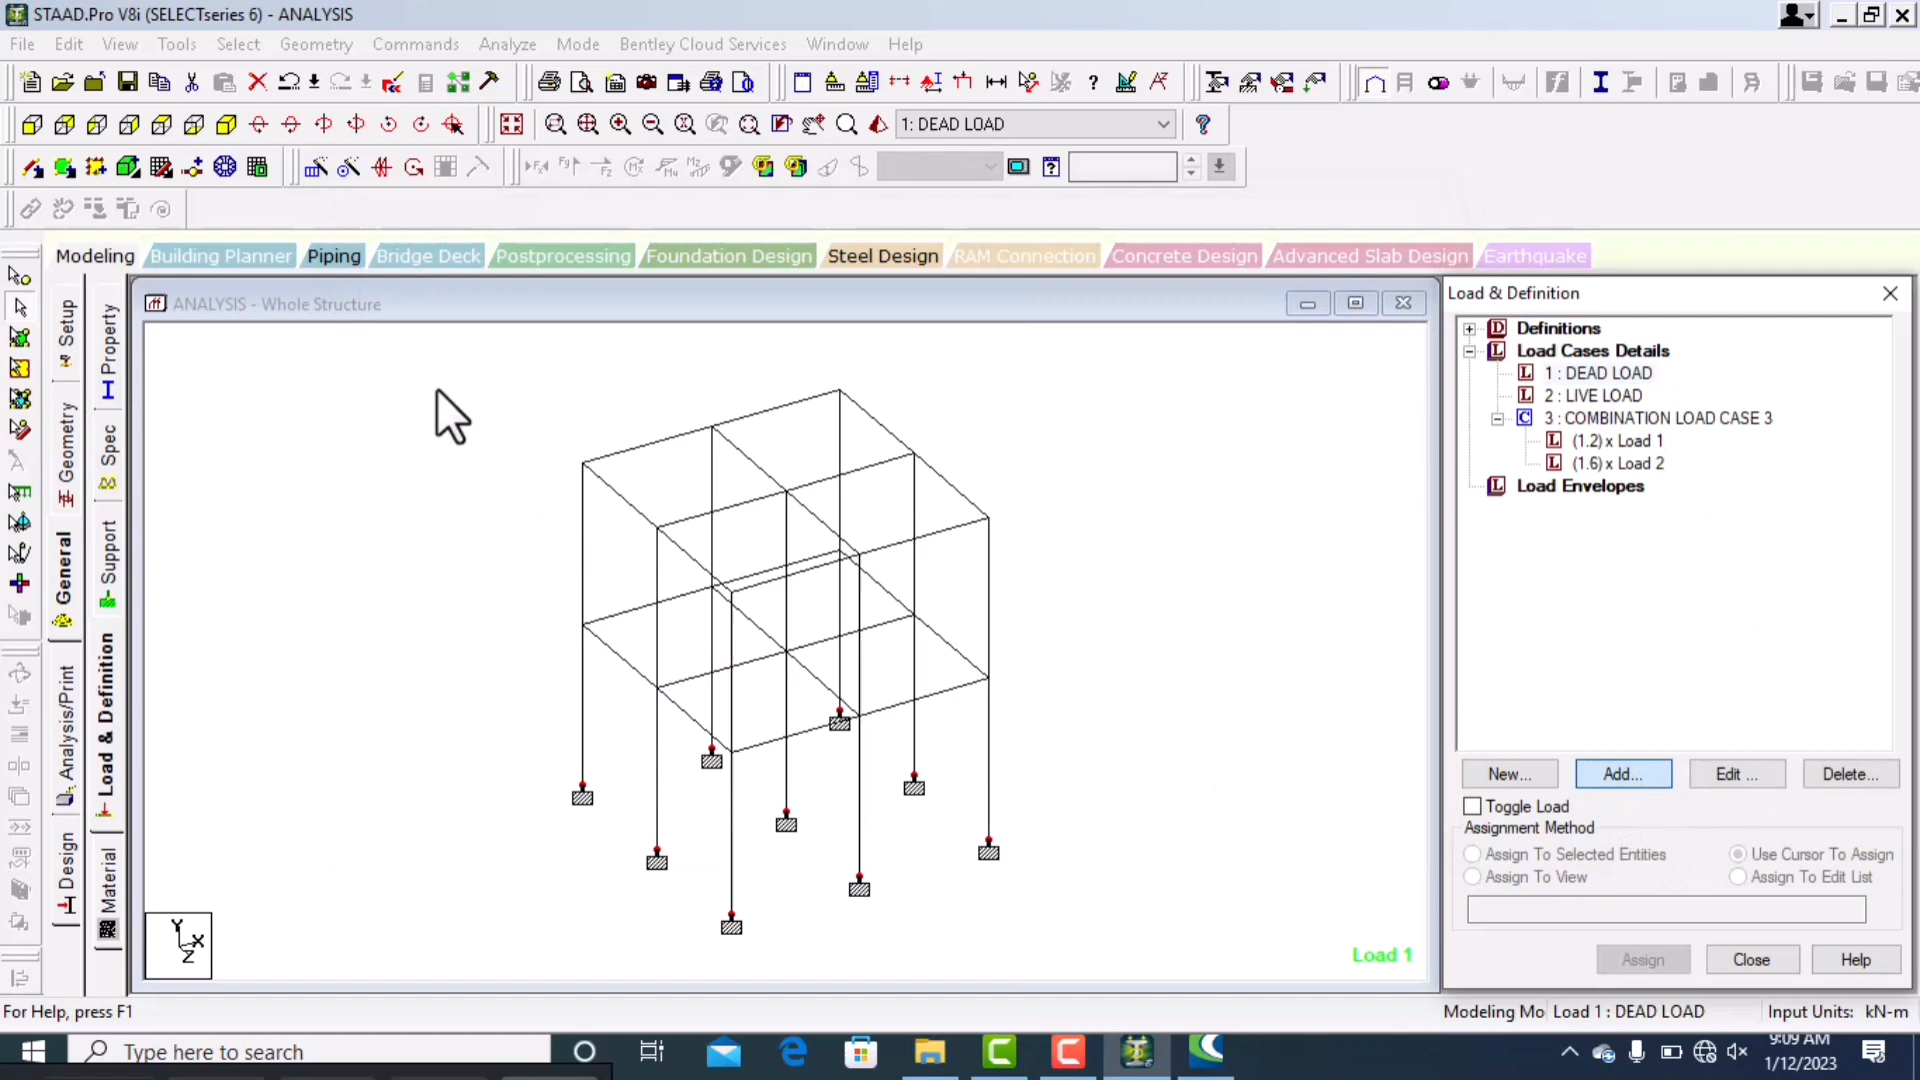 STAAD.Pro V8i (SELECTseries 6) - ANALYSIS
File Edit View Tools Select Geometry Commands Analyze Mode Bentley Cloud Services Window Help
1: DEAD LOAD
Modeling Building Planner Piping Bridge Deck Postprocessing Foundation Design Steel Design RAM Connection Concrete Design Advanced Slab Design Earthquake
Setup
Geometry
General
Analysis/Print
Design
Property
Spec
Support
Load & Definition
Material
ANALYSIS - Whole Structure
Y
X
Z
Load 1
Load & Definition
Definitions
Load Cases Details
1 : DEAD LOAD
2 : LIVE LOAD
3 : COMBINATION LOAD CASE 3
(1.2) x Load 1
(1.6) x Load 2
Load Envelopes
New... Add... Edit ... Delete...
Toggle Load
Assignment Method
Assign To Selected Entities Use Cursor To Assign
Assign To View Assign To Edit List
Assign Close Help
For Help, press F1 Modeling Mo Load 1 : DEAD LOAD Input Units: kN-m
Type here to search
9:09 AM
1/12/2023